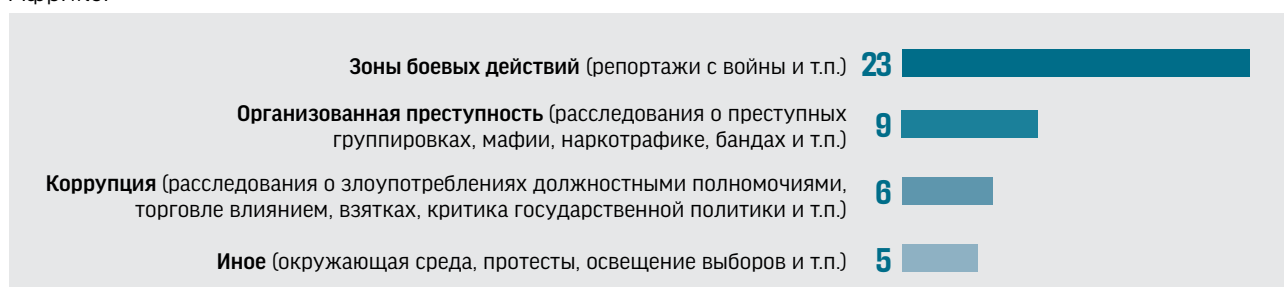 Зоны боевых действий (репортажи с войны и т.п.) 23
Организованная преступность (расследования о преступных
группировках, мафии, наркотрафике, бандах и т.п.) 9
Коррупция (расследования о злоупотреблениях должностными полномочиями,
торговле влиянием, взятках, критика государственной политики и т.п.) 6
Иное (окружающая среда, протесты, освещение выборов и т.п.) 5